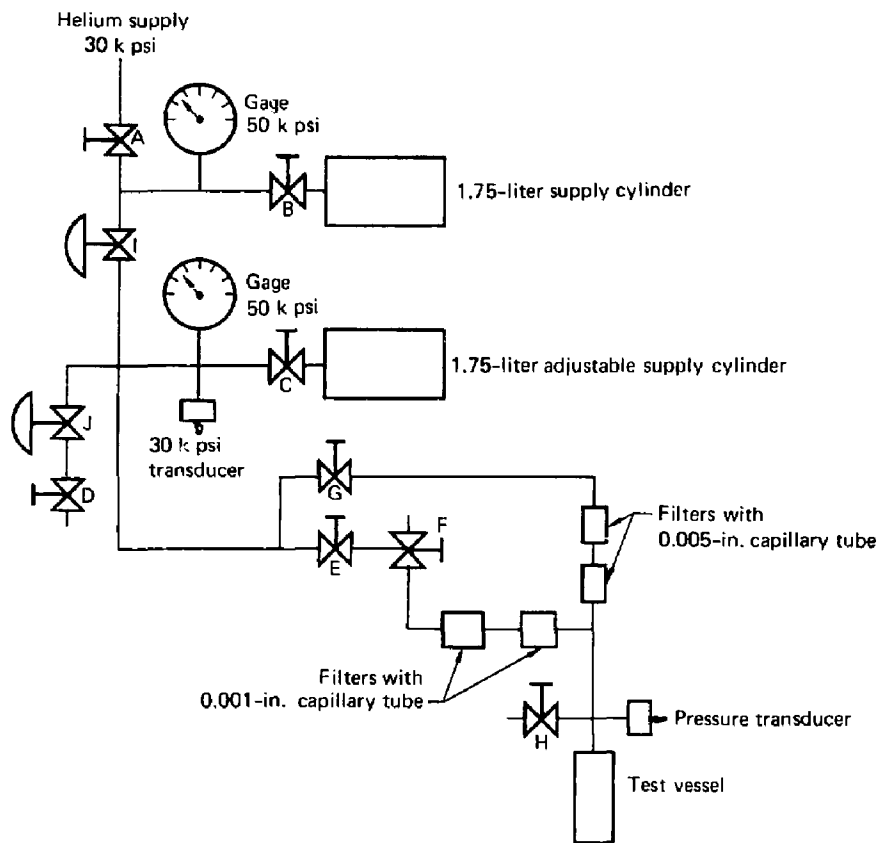 Helium supply
30 k psi
Gage
50 k psi
A
B
1.75-liter supply cylinder
I
Gage
50 k psi
C
1.75-liter adjustable supply cylinder
J
30 k psi
transducer
D
G
F
Filters with
0.005-in. capillary tube
E
Filters with
0.001-in. capillary tube
H
Pressure transducer
Test vessel